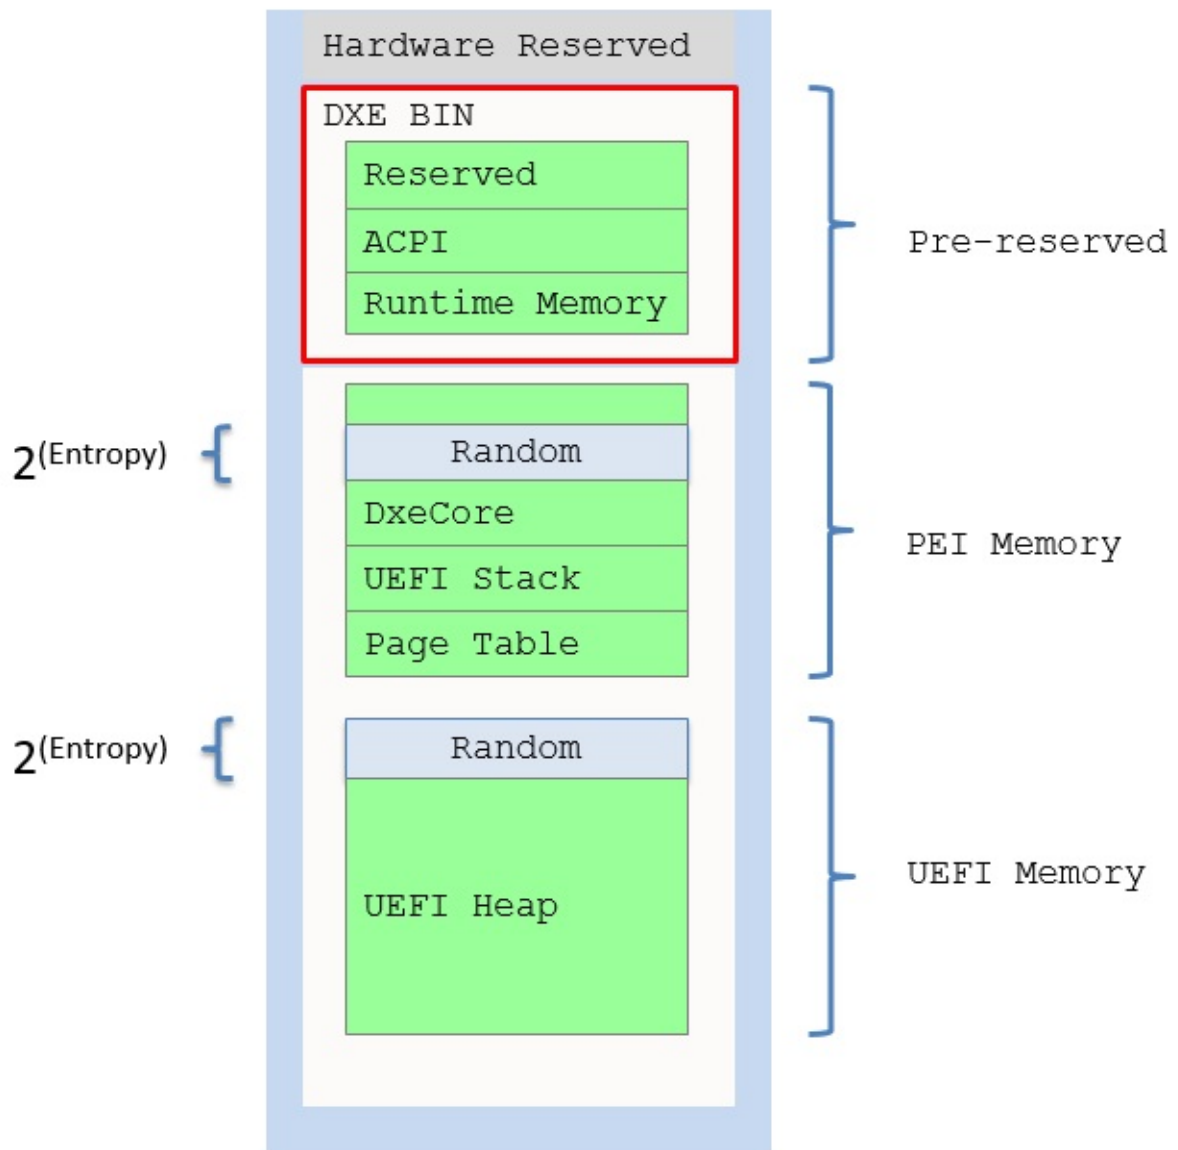 Hardware Reserved
DXE BIN
Reserved
ACPI
Runtime Memory
Pre-reserved
2(Entropy)
Random
DxeCore
UEFI Stack
Page Table
PEI Memory
2(Entropy)
Random
UEFI Heap
UEFI Memory